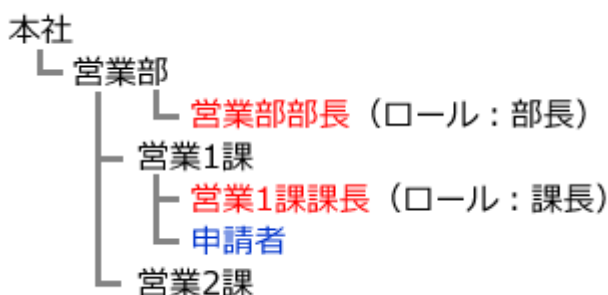 本社
営業部
営業部部長（ロール：部長）
営業1課
営業1課課長（ロール：課長）
申請者
営業2課